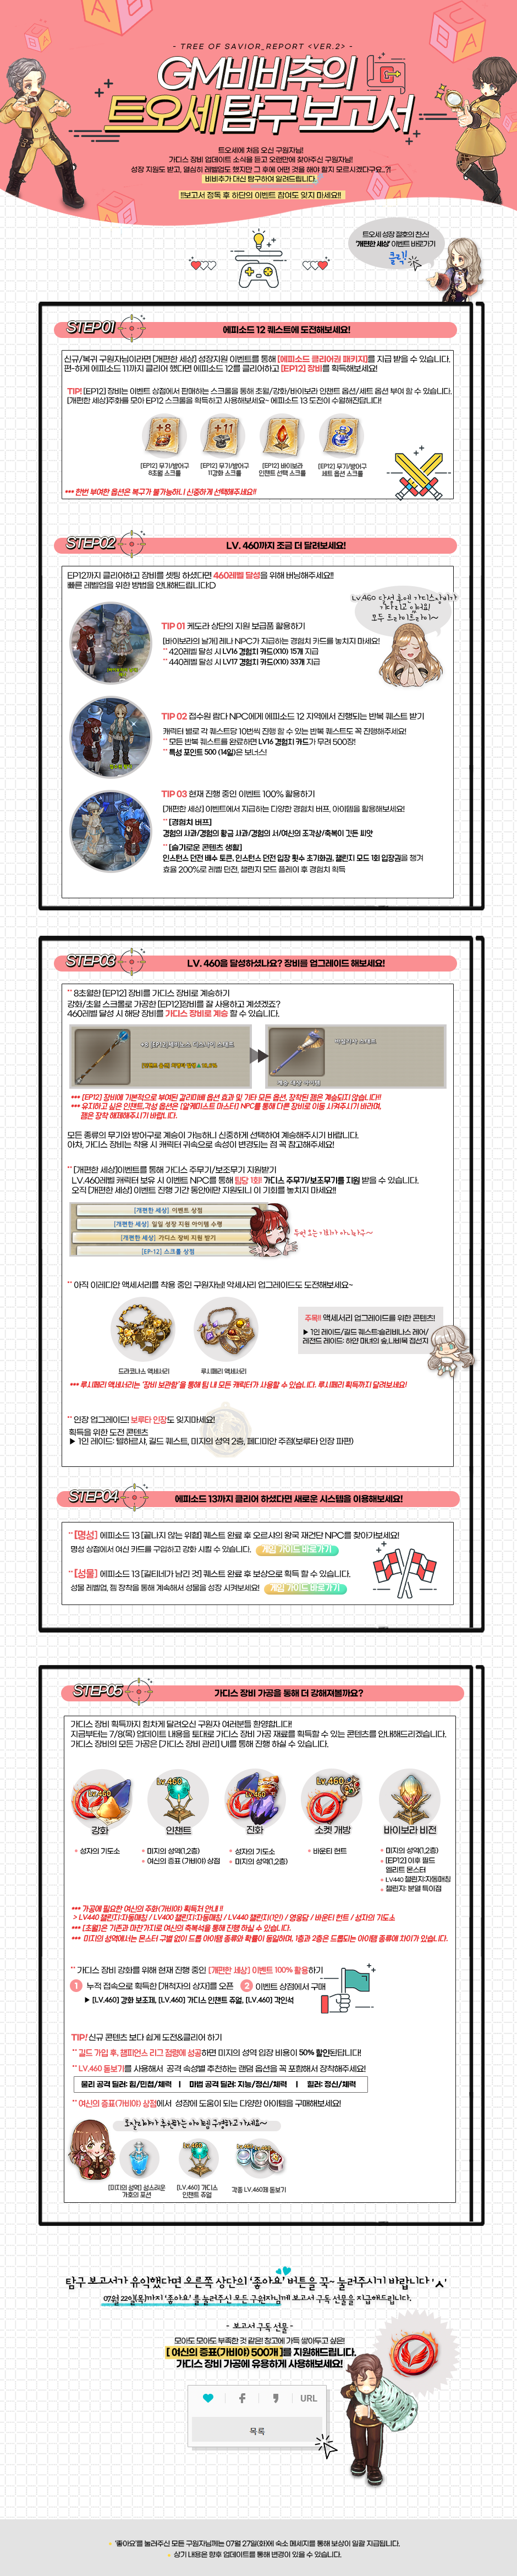 - TREE OF SAVIOR_REPORT <VER.2> -
GM비비추의
트오세 탐구 보고서
트오세에 처음 오신 구원자님!
가디스 장비 업데이트 소식을 듣고 오랜만에 찾아주신 구원자님!
성장 지원도 받고, 열심히 레벨업도 했지만 그 후에 어떤 것을 해야 할지 모르시겠다구요..?!
비비추가 대신 탐구하여 알려드립니다.
!!보고서 정독 후 하단의 이벤트 참여도 잊지 마세요!!
트오세 성장 절호의 찬스!
'개편한 세상' 이벤트 바로가기
클릭!
STEP01
에피소드 12 퀘스트에 도전해보세요!
신규/복귀 구원자님이라면 [개편한 세상] 성장지원 이벤트를 통해 [에피소드 클리어권 패키지]를 지급 받을 수 있습니다.
편-하게 에피소드 11까지 클리어 했다면 에피소드 12를 클리어하고 [EP12] 장비를 획득해보세요!
TIP! [EP12] 장비는 이벤트 상점에서 판매하는 스크롤을 통해 초월/강화/바이보라 인챈트 옵션/세트 옵션 부여 할 수 있습니다.
[개편한 세상]주화를 모아 EP12 스크롤을 획득하고 사용해보세요~ 에피소드 13 도전이 수월해진답니다!
+8
+11
[EP12] 무기/방어구
8초월 스크롤
[EP12] 무기/방어구
11강화 스크롤
[EP12] 바이보라
인챈트 선택 스크롤
[EP12] 무기/방어구
세트 옵션 스크롤
*** 한번 부여한 옵션은 복구가 불가능하니 신중하게 선택해주세요!!
STEP02
LV. 460까지 조금 더 달려보세요!
EP12까지 클리어하고 장비를 셋팅 하셨다면 460레벨 달성을 위해 버닝해주세요!!
빠른 레벨업을 위한 방법을 안내해드립니다:D
LV.460 달성 후엔 가디스장비가
기다리고 있어요!
모두 트라이트라이~
TIP 01 케도라 상단의 지원 보급품 활용하기
[바이보라의 날개] 레나 NPC가 지급하는 경험치 카드를 놓치지 마세요!
** 420레벨 달성 시 LV16 경험치 카드(X10) 15개 지급
** 440레벨 달성 시 LV17 경험치 카드(X10) 33개 지급
TIP 02 접수원 람다 NPC에게 에피소드 12 지역에서 진행되는 반복 퀘스트 받기
캐릭터 별로 각 퀘스트당 10번씩 진행 할 수 있는 반복 퀘스트도 꼭 진행해주세요!
** 모든 반복 퀘스트를 완료하면 LV16 경험치 카드가 무려 500장!
** 특성 포인트 500 (14일)은 보너스!
TIP 03 현재 진행 중인 이벤트 100% 활용하기
[개편한 세상] 이벤트에서 지급하는 다양한 경험치 버프, 아이템을 활용해보세요!
** [경험치 버프]
경험의 사과/경험의 황금 사과/경험의 서/여신의 조각상/축복이 깃든 씨앗
** [슬기로운 콘텐츠 생활]
인스턴스 던전 배수 토큰, 인스턴스 던전 입장 횟수 초기화권, 챌린지 모드 1회 입장권을 챙겨
효율 200%로 레벨 던전, 챌린지 모드 플레이 후 경험치 획득
STEP03
LV. 460을 달성하셨나요? 장비를 업그레이드 해보세요!
** 8초월한 [EP12] 장비를 가디스 장비로 계승하기
강화/초월 스크롤로 가공한 [EP12]장비를 잘 사용하고 계셨겠죠?
460레벨 달성 시 해당 장비를 가디스 장비로 계승 할 수 있습니다.
*** [EP12] 장비에 기본적으로 부여된 갈리미베 옵션 효과 및 기타 모든 옵션, 장착된 젬은 계승되지 않습니다!!
*** 유지하고 싶은 인챈트,각성 옵션은 [알케미스트 마스터] NPC를 통해 다른 장비로 이동 시켜주시기 바라며,
젬은 장착 해제해주시기 바랍니다.
모든 종류의 무기와 방어구로 계승이 가능하니 신중하게 선택하여 계승해주시기 바랍니다.
아차, 가디스 장비는 착용 시 캐릭터 귀속으로 속성이 변경되는 점 꼭 참고해주세요!
** [개편한 세상]이벤트를 통해 가디스 주무기/보조무기 지원받기
LV.460레벨 캐릭터 보유 시 이벤트 NPC를 통해 팀당 1회! 가디스 주무기/보조무기를 지원 받을 수 있습니다.
오직 [개편한 세상] 이벤트 진행 기간 동안에만 지원되니 이 기회를 놓치지 마세요!!
[개편한 세상] 이벤트 상점
[개편한 세상] 일일 성장 지원 아이템 수령
[개편한 세상] 가디스 장비 지원 받기
[EP-12] 스크롤 상점
** 아직 이레디안 액세서리를 착용 중인 구원자님! 악세사리 업그레이드도 도전해보세요~
드라코나스 액세서리
루시페리 액세서리
주목!! 액세서리 업그레이드를 위한 콘텐츠!
▶ 1인 레이드/길드 퀘스트:슬리비나스 레어/
레전드 레이드: 하얀 마녀의 숲,나비묵 접선지
*** 루시페리 액세서리는 '장비 보관함'을 통해 팀 내 모든 캐릭터가 사용할 수 있습니다. 루시페리 획득까지 달려보세요!
** 인장 업그레이드! 보루타 인장도 잊지마세요!
획득을 위한 도전 콘텐츠
▶ 1인 레이드: 텔하르샤, 길드 퀘스트, 미지의 성역 2층, 페디미안 주점(보루타 인장 파편)
STEP04
에피소드 13까지 클리어 하셨다면 새로운 시스템을 이용해보세요!
** [명성] 에피소드 13 [끝나지 않는 위협] 퀘스트 완료 후 오르샤의 왕국 재건단 NPC를 찾아가보세요!
명성 상점에서 여신 카드를 구입하고 강화 시킬 수 있습니다.
게임 가이드 바로가기
** [성물] 에피소드 13 [길티네가 남긴 것] 퀘스트 완료 후 보상으로 획득 할 수 있습니다.
성물 레벨업, 젬 장착을 통해 계속해서 성물을 성장 시켜보세요!
게임 가이드 바로가기
STEP05
가디스 장비 가공을 통해 더 강해져볼까요?
가디스 장비 획득까지 힘차게 달려오신 구원자 여러분들 환영합니다!
지금부터는 7/8(목) 업데이트 내용을 토대로 가디스 장비 가공 재료를 획득할 수 있는 콘텐츠를 안내해드리겠습니다.
가디스 장비의 모든 가공은 [가디스 장비 관리] UI를 통해 진행 하실 수 있습니다.
강화
인챈트
진화
소켓 개방
바이보라 비전
* 성자의 기도소
* 미지의 성역(1,2층)
* 여신의 증표 (가비야) 상점
* 성자의 기도소
* 미지의 성역(1,2층)
* 바운티 헌트
* 미지의 성역(1,2층)
* [EP12] 이후 필드
엘리트 몬스터
* LV440 챌린지:자동매칭
* 챌린지: 분열 특이점
*** 가공에 필요한 여신의 주화(가비야) 획득처 안내 !!
> LV440 챌린지:자동매칭 / LV400 챌린지:자동매칭 / LV440 챌린지(1인) / 영웅담 / 바운티 헌트 / 성자의 기도소
*** [초월]은 기존과 마찬가지로 여신의 축복석을 통해 진행 하실 수 있습니다.
*** 미지의 성역에서는 몬스터 구별 없이 드롭 아이템 종류와 확률이 동일하며, 1층과 2층은 드롭되는 아이템 종류에 차이가 있습니다.
** 가디스 장비 강화를 위해 현재 진행 중인 [개편한 세상] 이벤트 100% 활용하기
1 누적 접속으로 획득한 [개척자의 상자]를 오픈 2 이벤트 상점에서 구매
▶ [LV.460] 강화 보조제, [LV.460] 가디스 인챈트 쥬얼, [LV.460] 각인석
TIP! 신규 콘텐츠 보다 쉽게 도전&클리어 하기
** 길드 가입 후, 챔피언스 리그 점령에 성공하면 미지의 성역 입장 비용이 50% 할인된답니다!
** LV.460 돋보기를 사용해서 공격 속성별 추천하는 랜덤 옵션을 꼭 포함해서 장착해주세요!
물리 공격 딜러: 힘/민첩/체력 | 마법 공격 딜러: 지능/정신/체력 | 힐러: 정신/체력
** 여신의 증표(가비야) 상점에서 성장에 도움이 되는 다양한 아이템을 구매해보세요!
[미지의 성역] 성스러운
가호의 포션
[LV.460] 가디스
인챈트 쥬얼
각종 LV.460제 돋보기
탐구 보고서가 유익했다면 오른쪽 상단의 '좋아요' 버튼을 꾹~ 눌러주시기 바랍니다
07월 22일(목)까지 '좋아요' 를 눌러주신 모든 구원자님께 보고서 구독 선물을 지급해드립니다.
- 보고서 구독 선물 -
모아도 모아도 부족한 것 같은! 창고에 가득 쌓아두고 싶은!
[ 여신의 증표(가비야) 500개 ]를 지원해드립니다.
가디스 장비 가공에 유용하게 사용해보세요!
URL
목록
* '좋아요'를 눌러주신 모든 구원자님께는 07월 27일(화)에 숙소 메세지를 통해 보상이 일괄 지급됩니다.
* 상기 내용은 향후 업데이트를 통해 변경이 있을 수 있습니다.